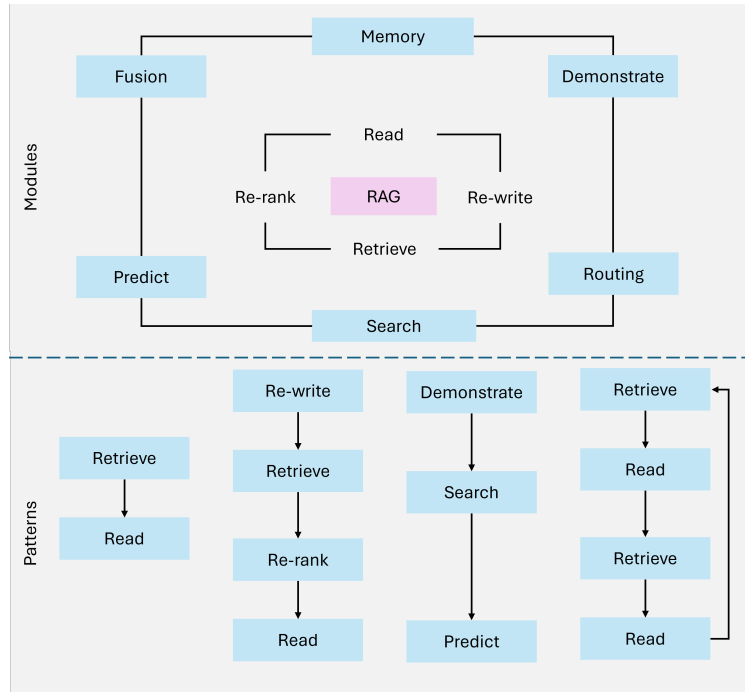 Memory
Fusion
Demonstrate
Read
Re-rank
RAG
Re-write
Retrieve
Predict
Routing
Search
Modules
Retrieve
Read
Re-write
Retrieve
Re-rank
Read
Demonstrate
Search
Predict
Retrieve
Read
Retrieve
Read
Patterns